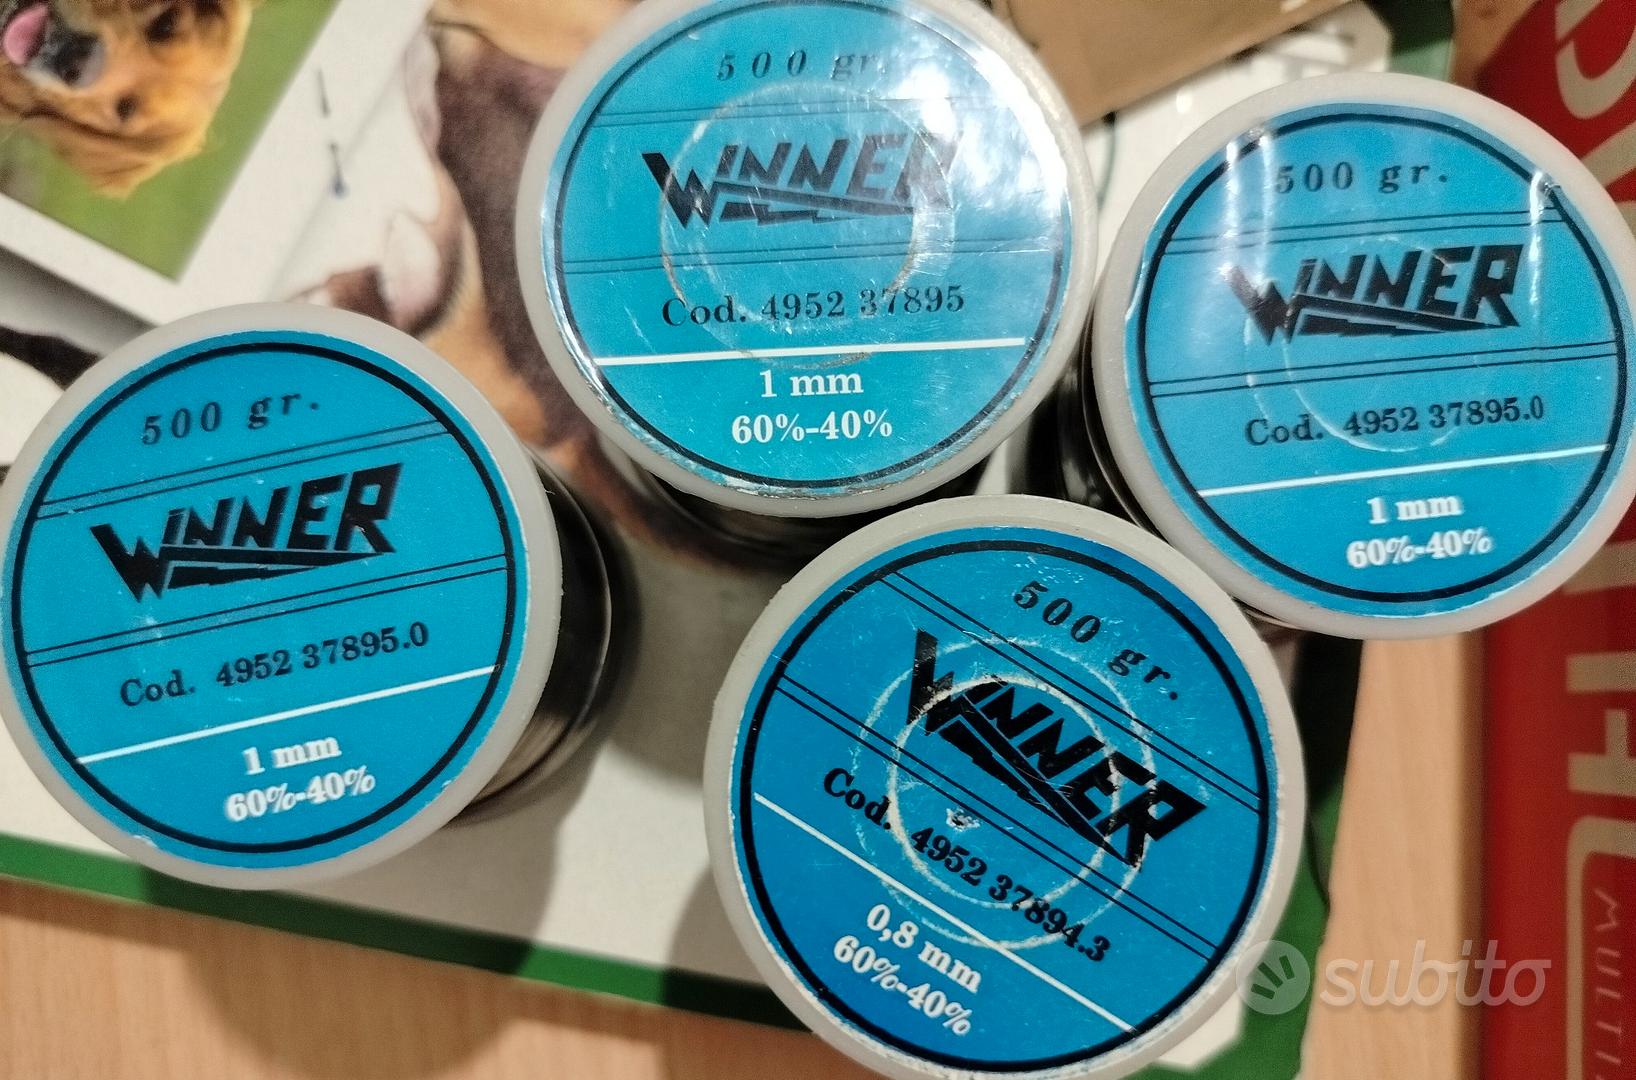 500 gr.
WINNER
Cod. 4952 37895
1 mm
60%-40%
500 gr.
WINNER
Cod. 4952 37895.0
1 mm
60%-40%
500 gr.
WINNER
Cod. 4952 37895.0
1 mm
60%-40%
500 gr.
WINNER
Cod. 4952 37894.3
0,8 mm
60%-40%
subito